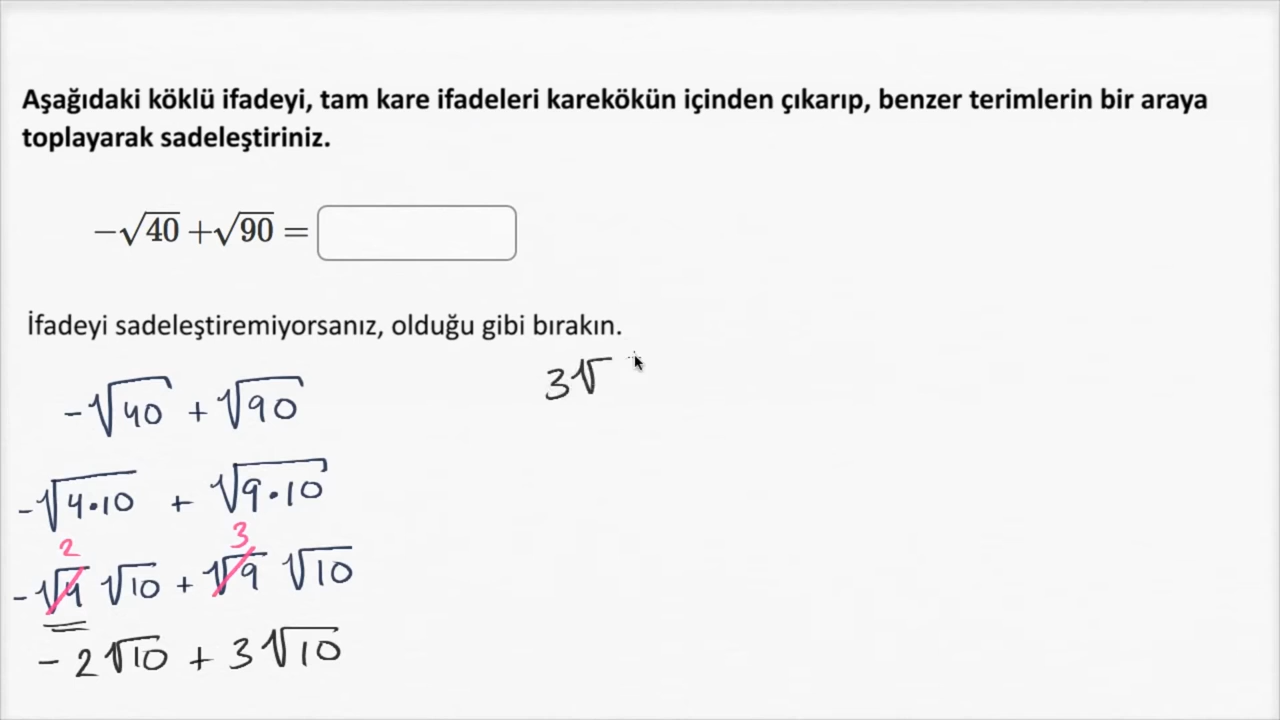 Aşağıdaki köklü ifadeyi, tam kare ifadeleri karekökün içinden çıkarıp, benzer terimlerin bir araya
toplayarak sadeleştiriniz.
−√40 +√90 =
İfadeyi sadeleştiremiyorsanız, olduğu gibi bırakın.
3√
-√40 + √90
-√4·10 + √9·10
2 3
-√4 √10 + √9 √10
- 2√10 + 3√10